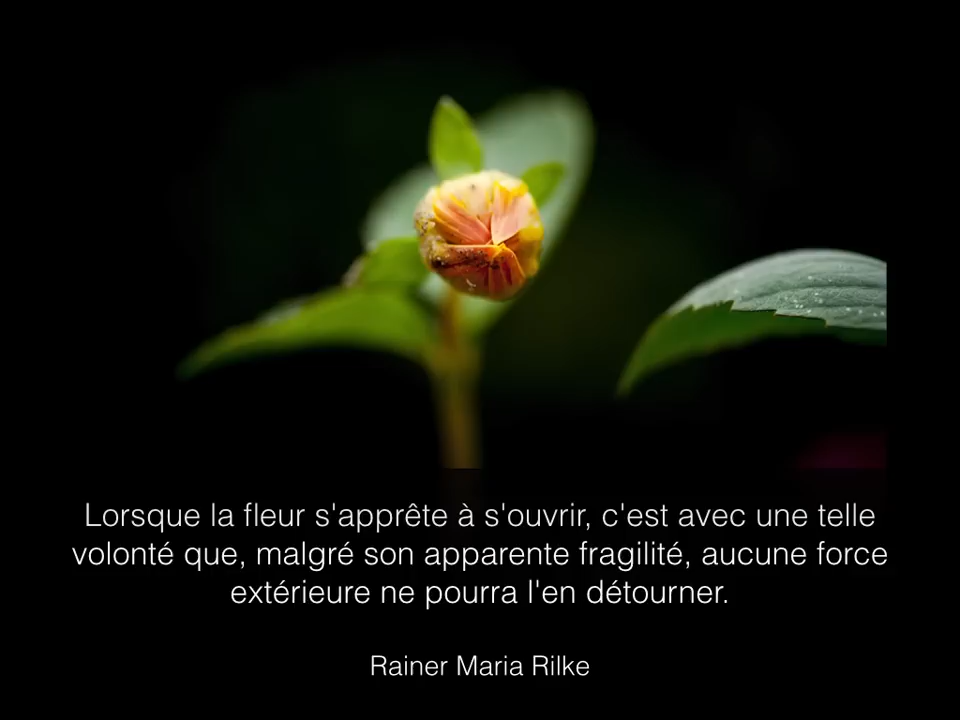 Lorsque la fleur s'apprête à s'ouvrir, c'est avec une telle
volonté que, malgré son apparente fragilité, aucune force
extérieure ne pourra l'en détourner.
Rainer Maria Rilke